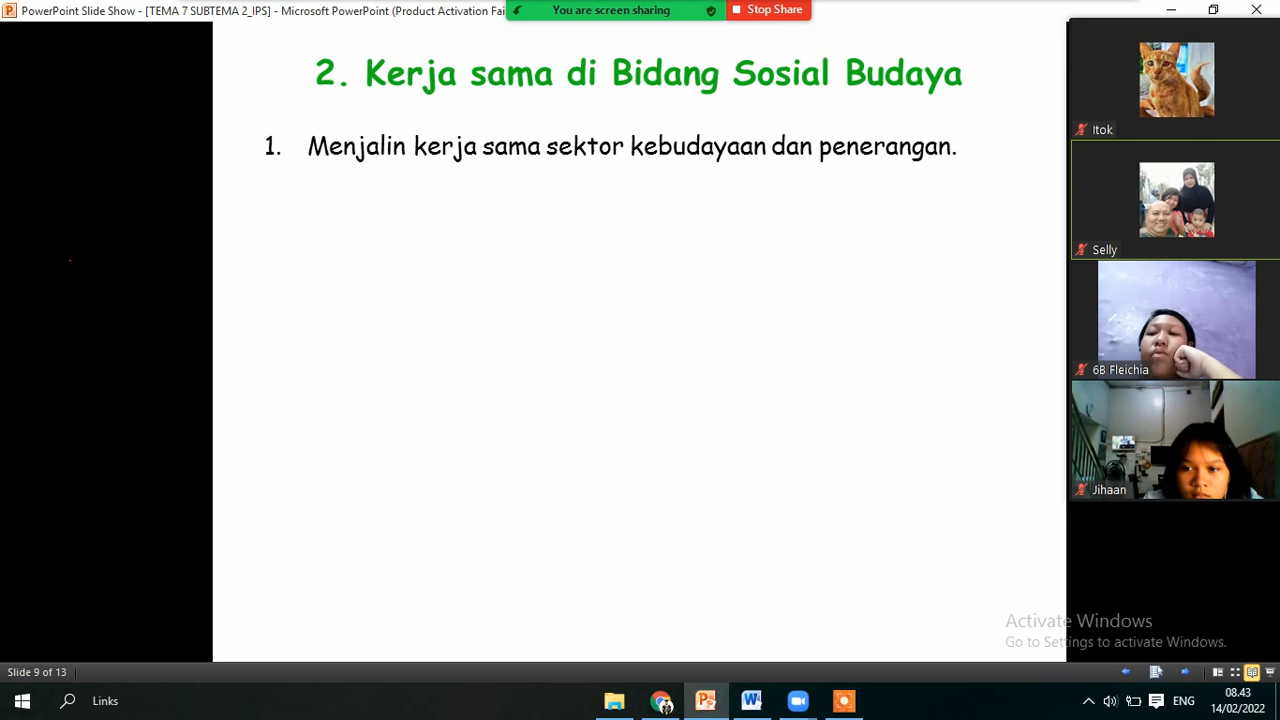 PowerPoint Slide Show - [TEMA 7 SUBTEMA 2_IPS] - Microsoft PowerPoint (Product Activation Fai
You are screen sharing
Stop Share
2. Kerja sama di Bidang Sosial Budaya
1. Menjalin kerja sama sektor kebudayaan dan penerangan.
Itok
Selly
6B Fleichia
Jihaan
Activate Windows
Go to Settings to activate Windows.
Slide 9 of 13
Links
ENG
08.43
14/02/2022